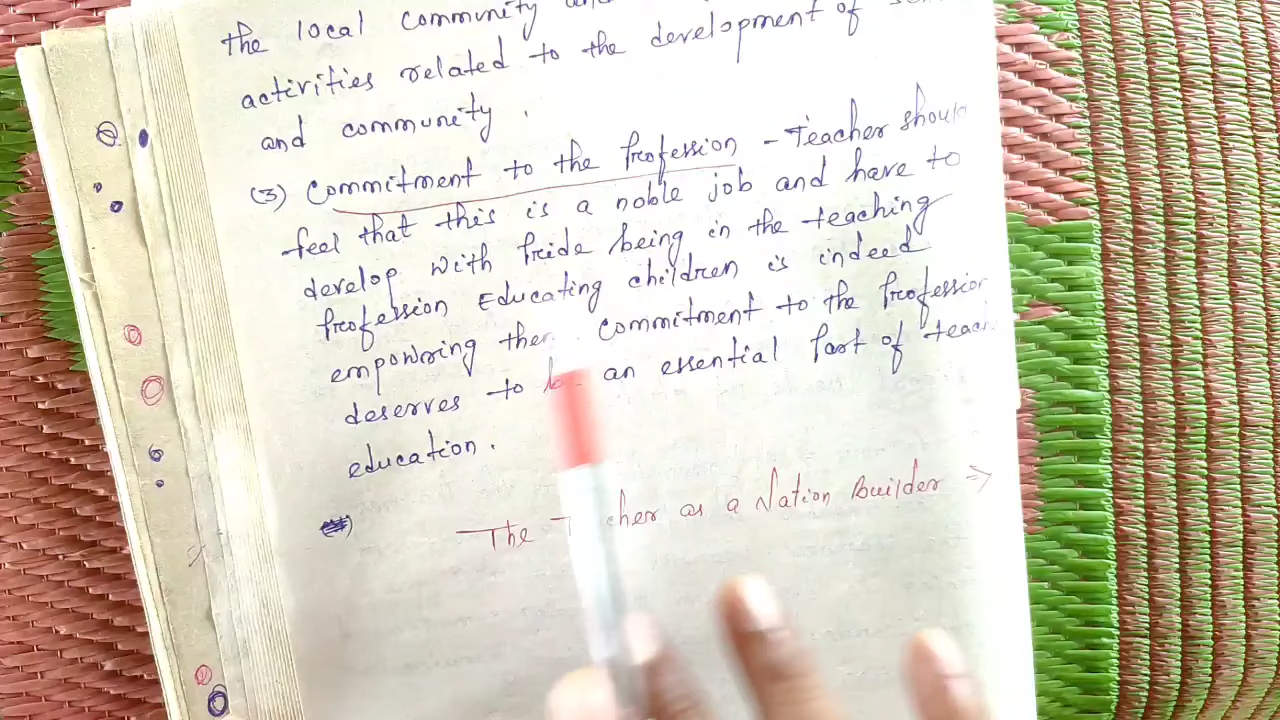 the local community
activities related to the development of
and community.
(3) Commitment to the Profession - Teacher should
feel that this is a noble job and have to
develop with Pride being in the teaching
Profession Educating children is indeed
empowring them. Commitment to the Profession
deserves to be an essential Part of
education.
The Teacher as a Nation Builder ⇒